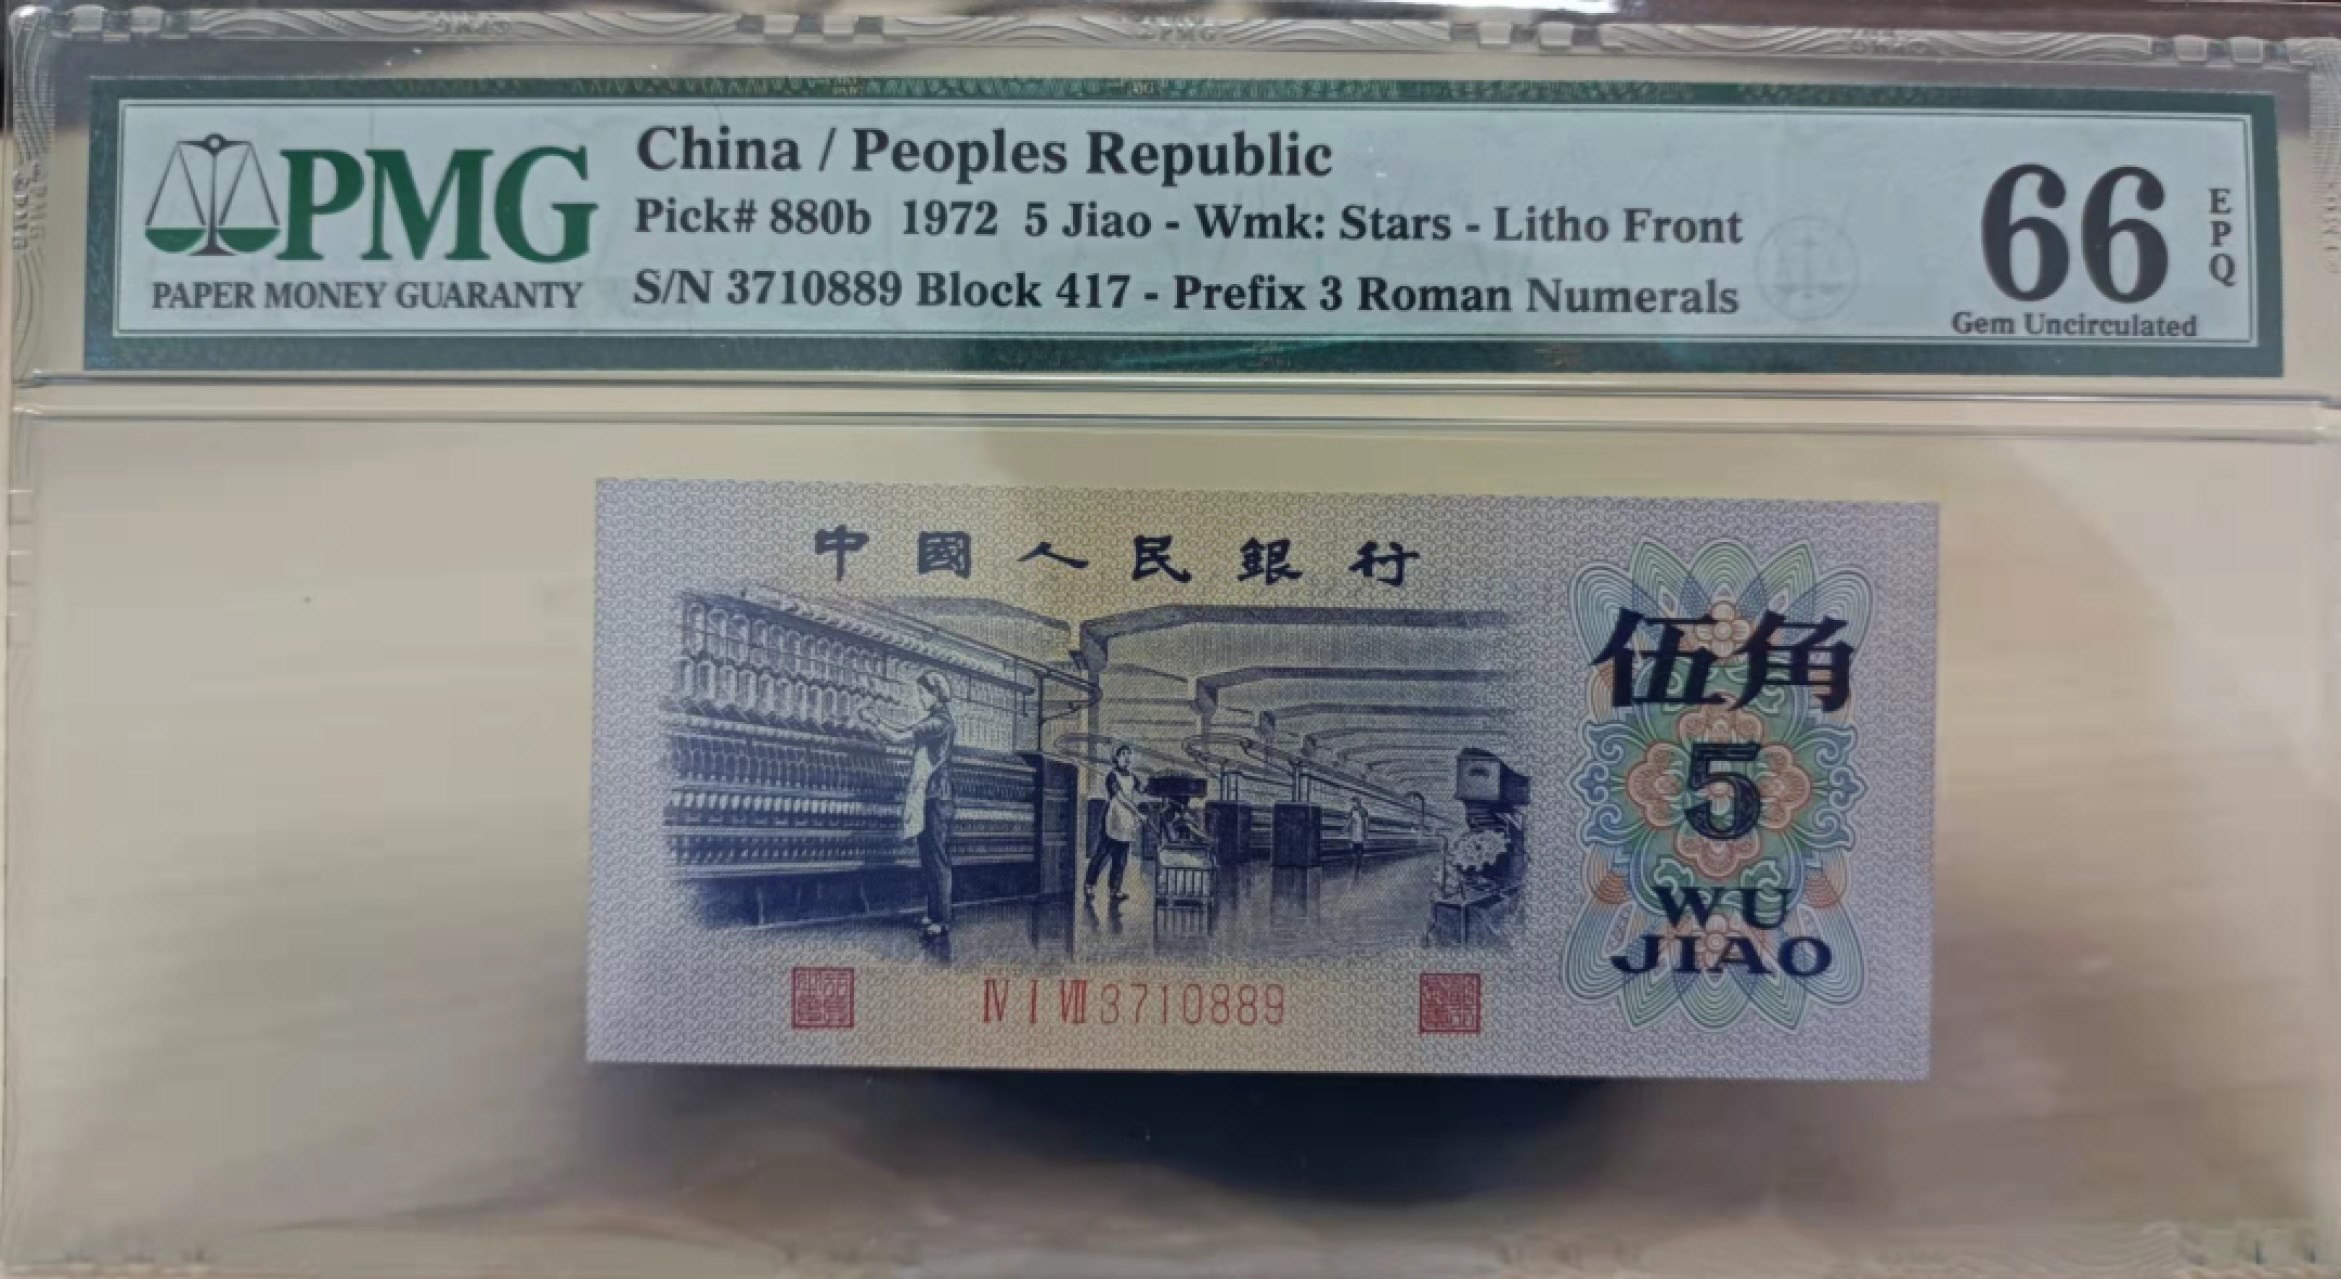 PMG
PAPER MONEY GUARANTY
China / Peoples Republic
Pick# 880b 1972 5 Jiao - Wmk: Stars - Litho Front
S/N 3710889 Block 417 - Prefix 3 Roman Numerals
66
EPQ
Gem Uncirculated
中國人民銀行
伍角
5
WU
JIAO
Ⅳ Ⅰ Ⅶ 3710889